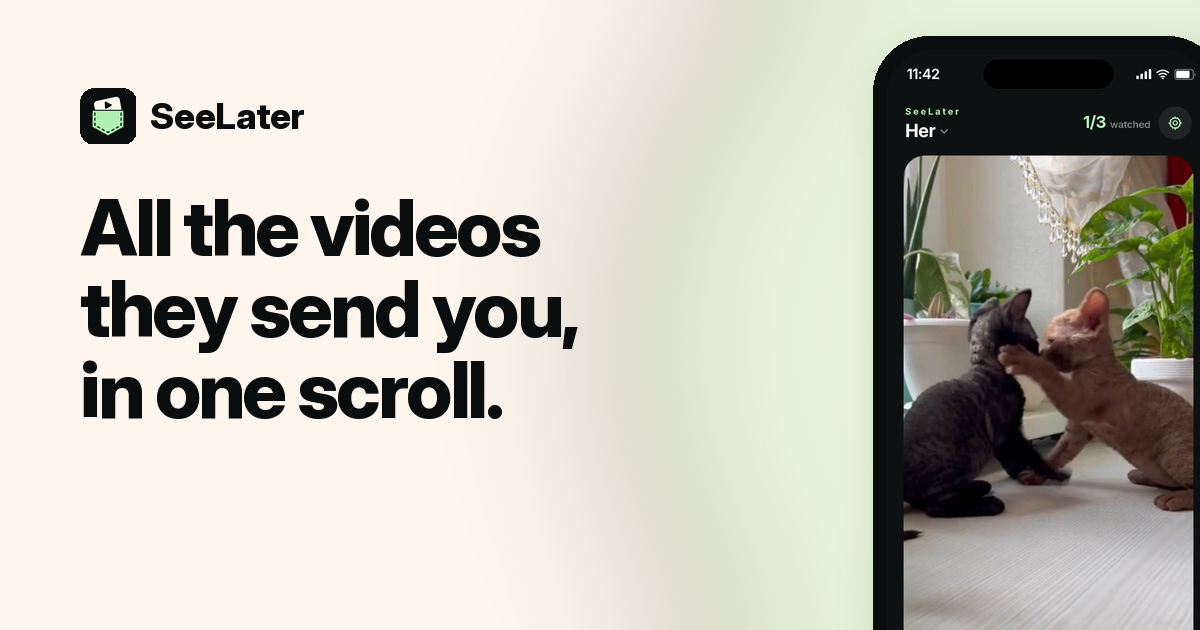 SeeLater
All the videos
they send you,
in one scroll.
11:42
SeeLater
Her
1/3 watched